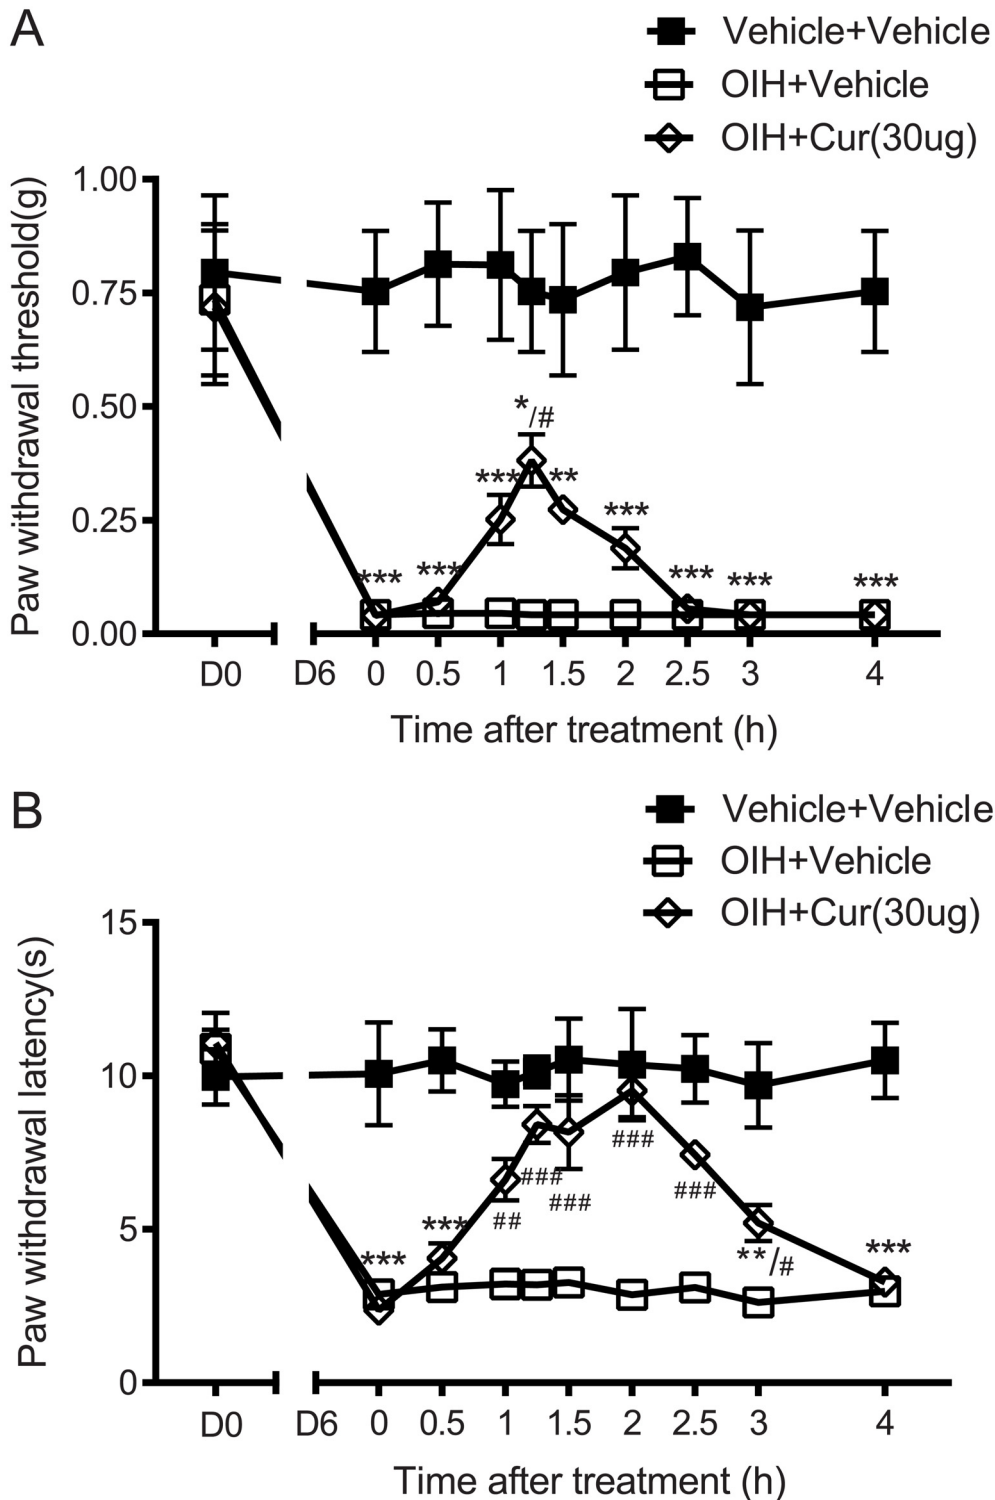 A
Vehicle+Vehicle
OIH+Vehicle
OIH+Cur(30ug)
Paw withdrawal threshold(g)
1.00
0.75
0.50
0.25
0.00
*/#
*** **
***
*** *** *** *** ***
D0 D6 0 0.5 1 1.5 2 2.5 3 4
Time after treatment (h)
B
Vehicle+Vehicle
OIH+Vehicle
OIH+Cur(30ug)
Paw withdrawal latency(s)
15
10
5
0
###
###
###
###
##
***
***
**/#
***
D0 D6 0 0.5 1 1.5 2 2.5 3 4
Time after treatment (h)